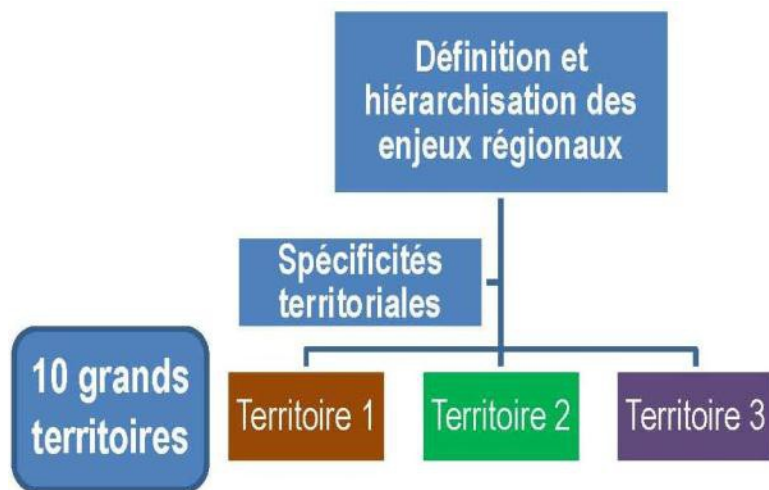 Définition et
hiérarchisation des
enjeux régionaux
Spécificités
territoriales
10 grands
territoires
Territoire 1
Territoire 2
Territoire 3